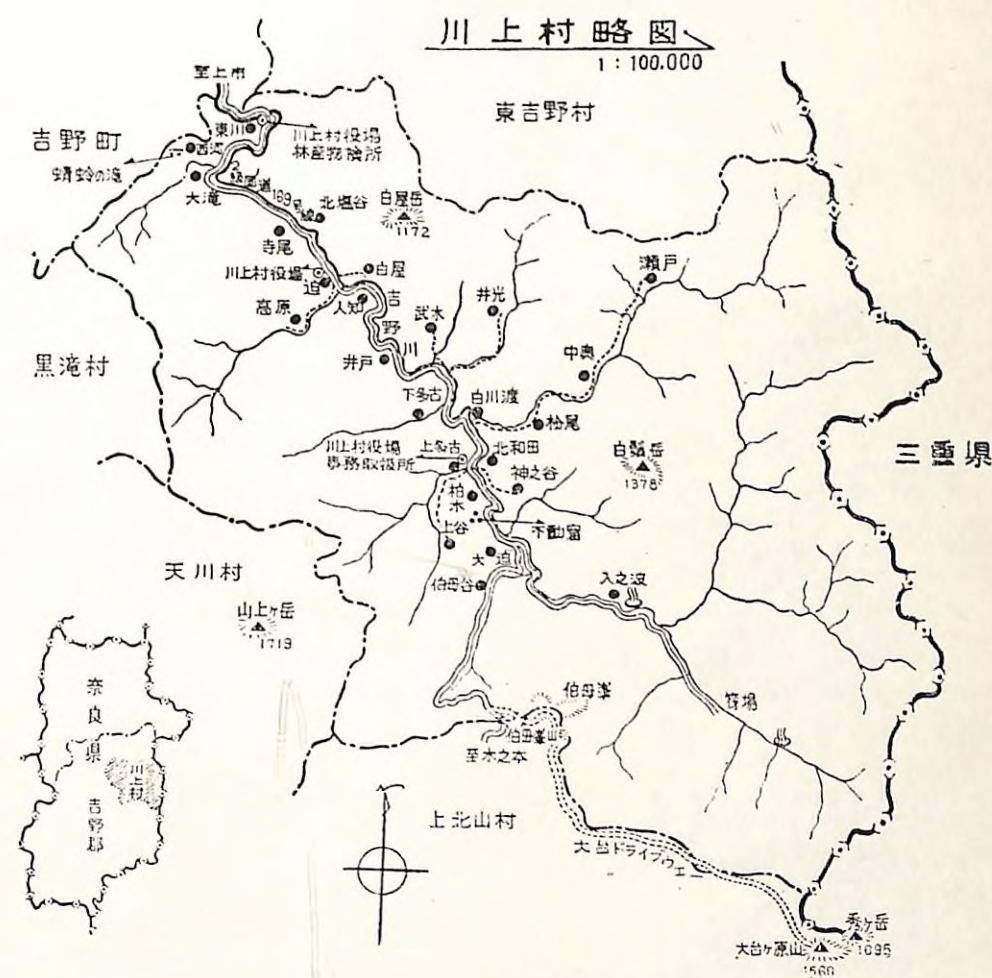 川上村略図
1:100.000
至上市
東吉野村
吉野町
東川
川上村役場
林産物検所
西河
蜻蛉の滝
大滝
2級国道169号線
北塩谷
白屋岳
1172
寺尾
瀬戸
川上村役場
迫
白屋
人知
高原
吉野川
武木
井光
黒滝村
井戸
中奥
下多古
白川渡
松尾
川上村役場
事務取扱所
上多古
北和田
白鬚岳
1378
三重県
神之谷
柏木
不動窟
上谷
大迫
天川村
伯母谷
入之波
山上ヶ岳
1719
伯母峯
筏場
奈良県
川上村
吉野郡
至木之本
上北山村
大台ドライブウェー
秀ヶ岳
1695
大台ヶ原山